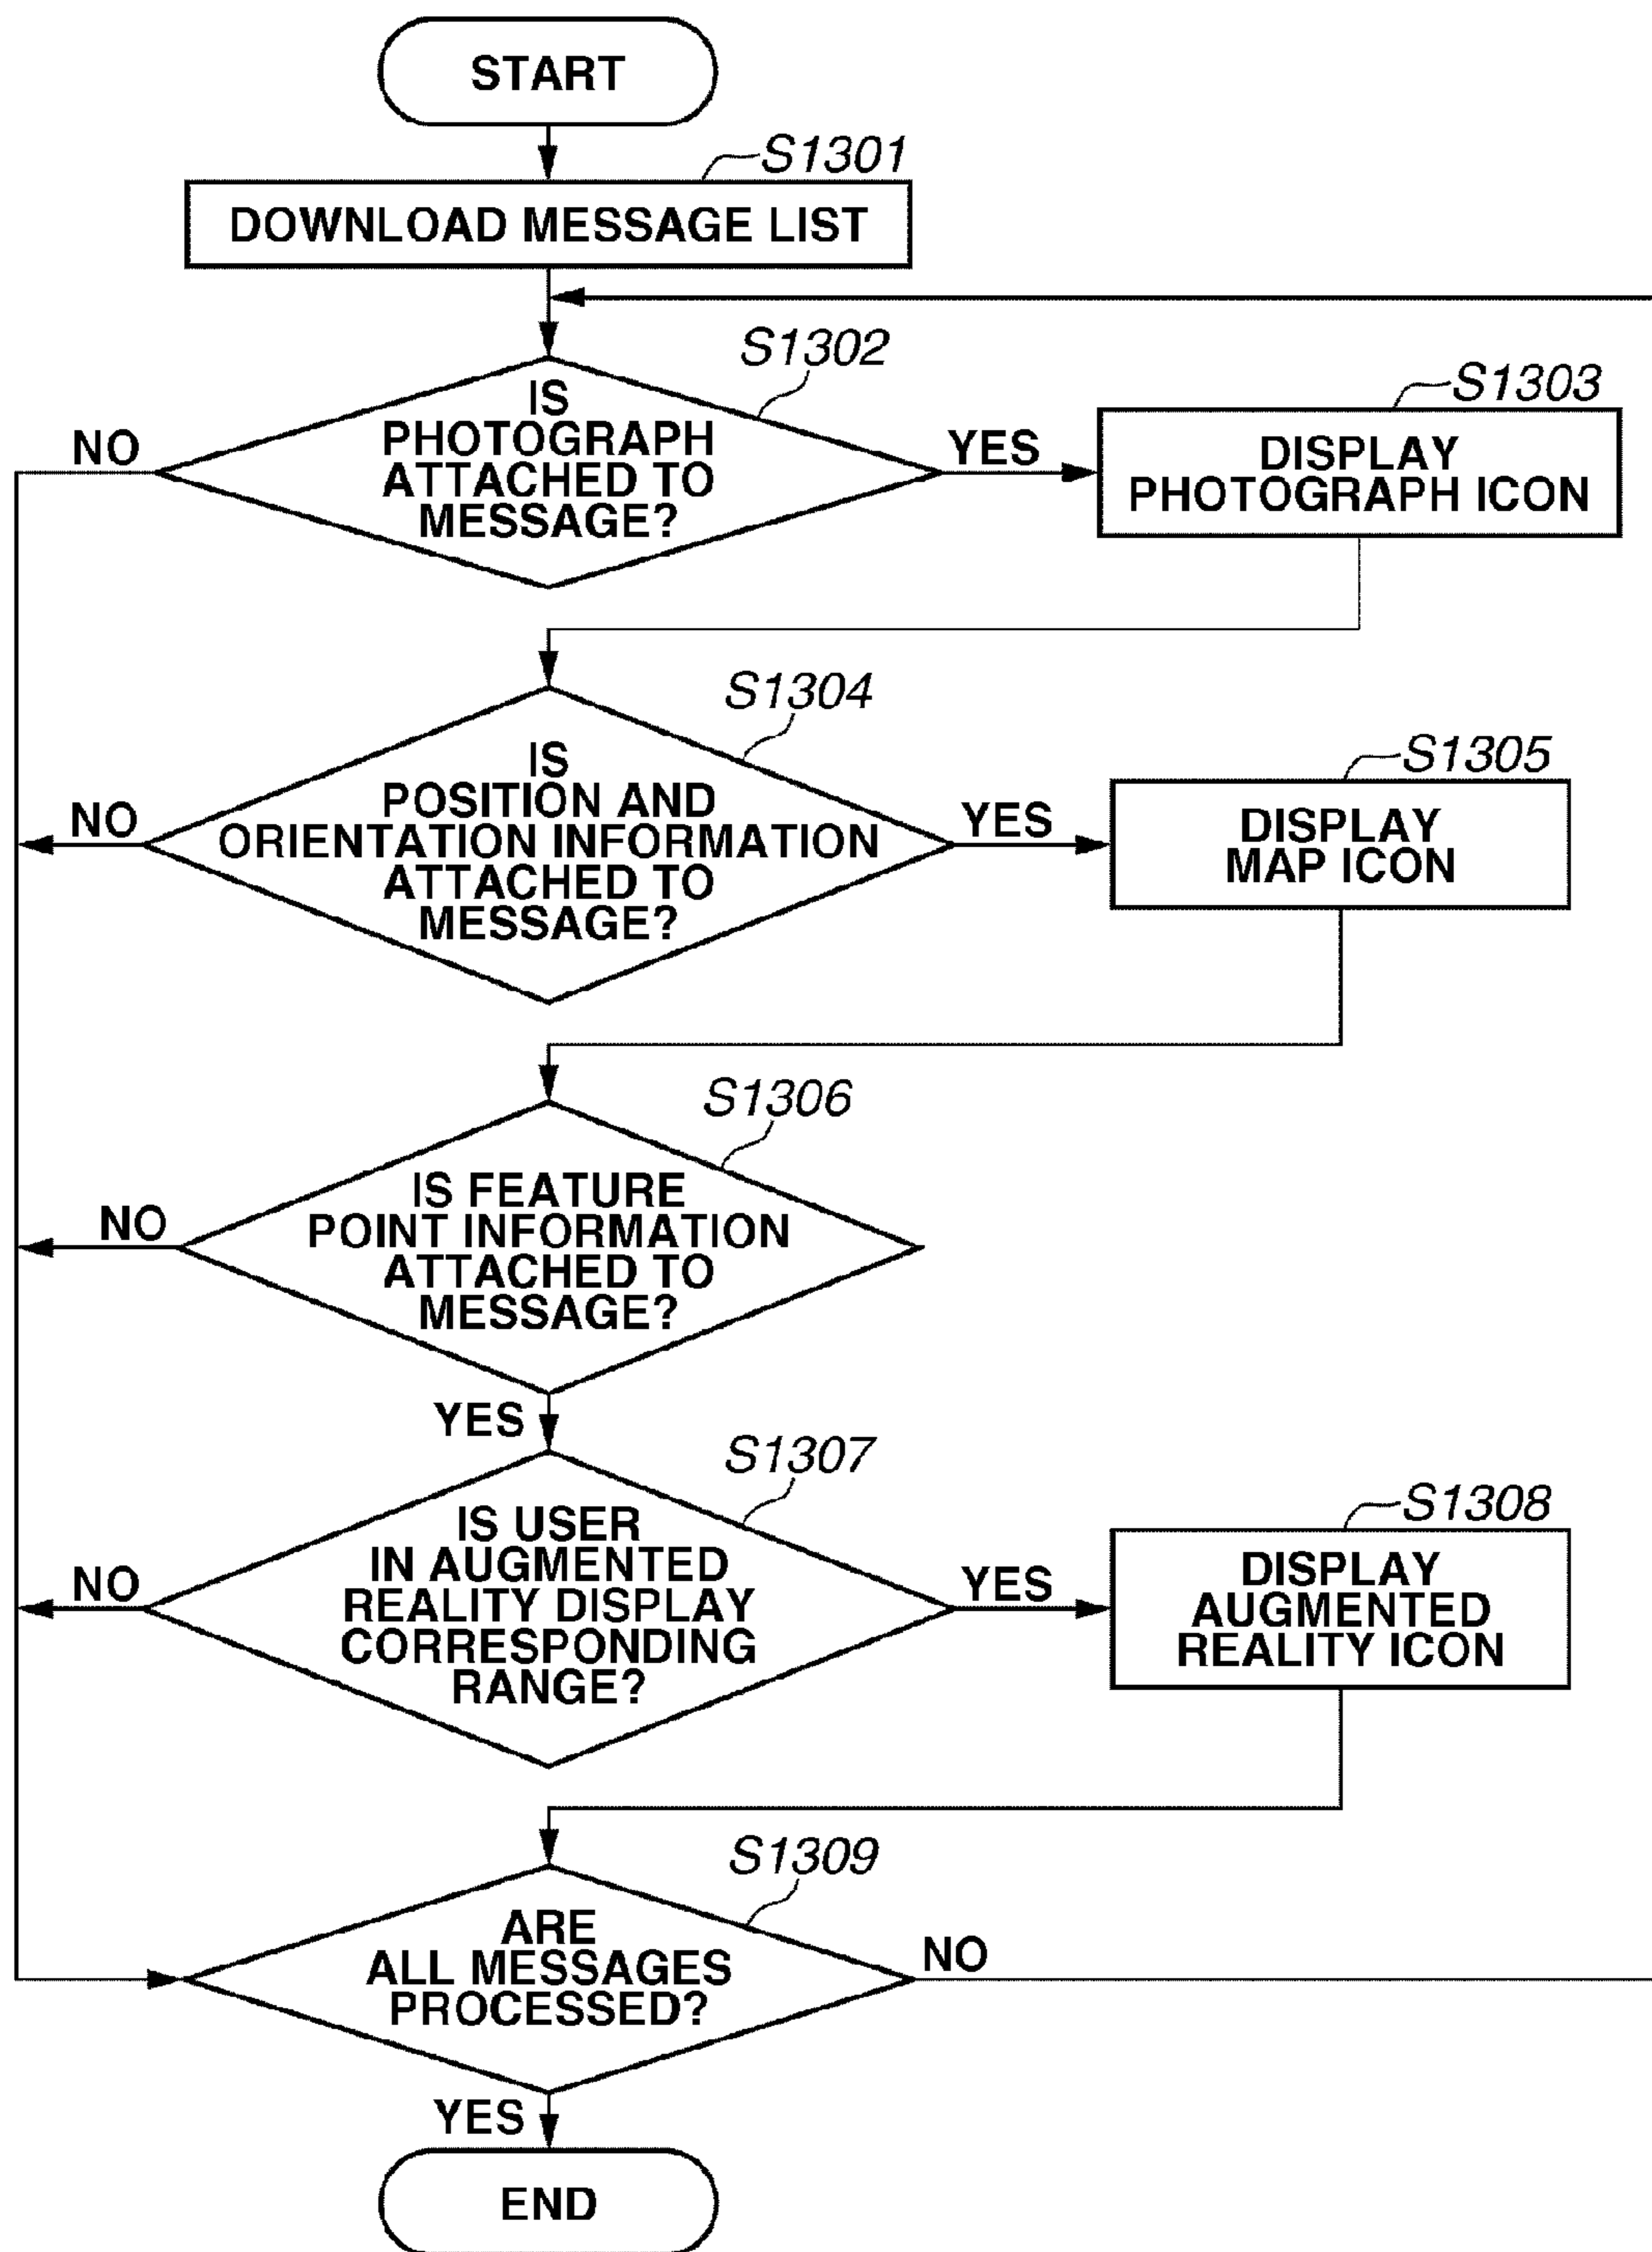 START
S1301
DOWNLOAD MESSAGE LIST
S1302
IS
PHOTOGRAPH
ATTACHED TO
MESSAGE?
NO
YES
S1303
DISPLAY
PHOTOGRAPH ICON
S1304
IS
POSITION AND
ORIENTATION INFORMATION
ATTACHED TO
MESSAGE?
NO
YES
S1305
DISPLAY
MAP ICON
S1306
IS FEATURE
POINT INFORMATION
ATTACHED TO
MESSAGE?
NO
YES
S1307
IS USER
IN AUGMENTED
REALITY DISPLAY
CORRESPONDING
RANGE?
NO
YES
S1308
DISPLAY
AUGMENTED
REALITY ICON
S1309
ARE
ALL MESSAGES
PROCESSED?
NO
YES
END